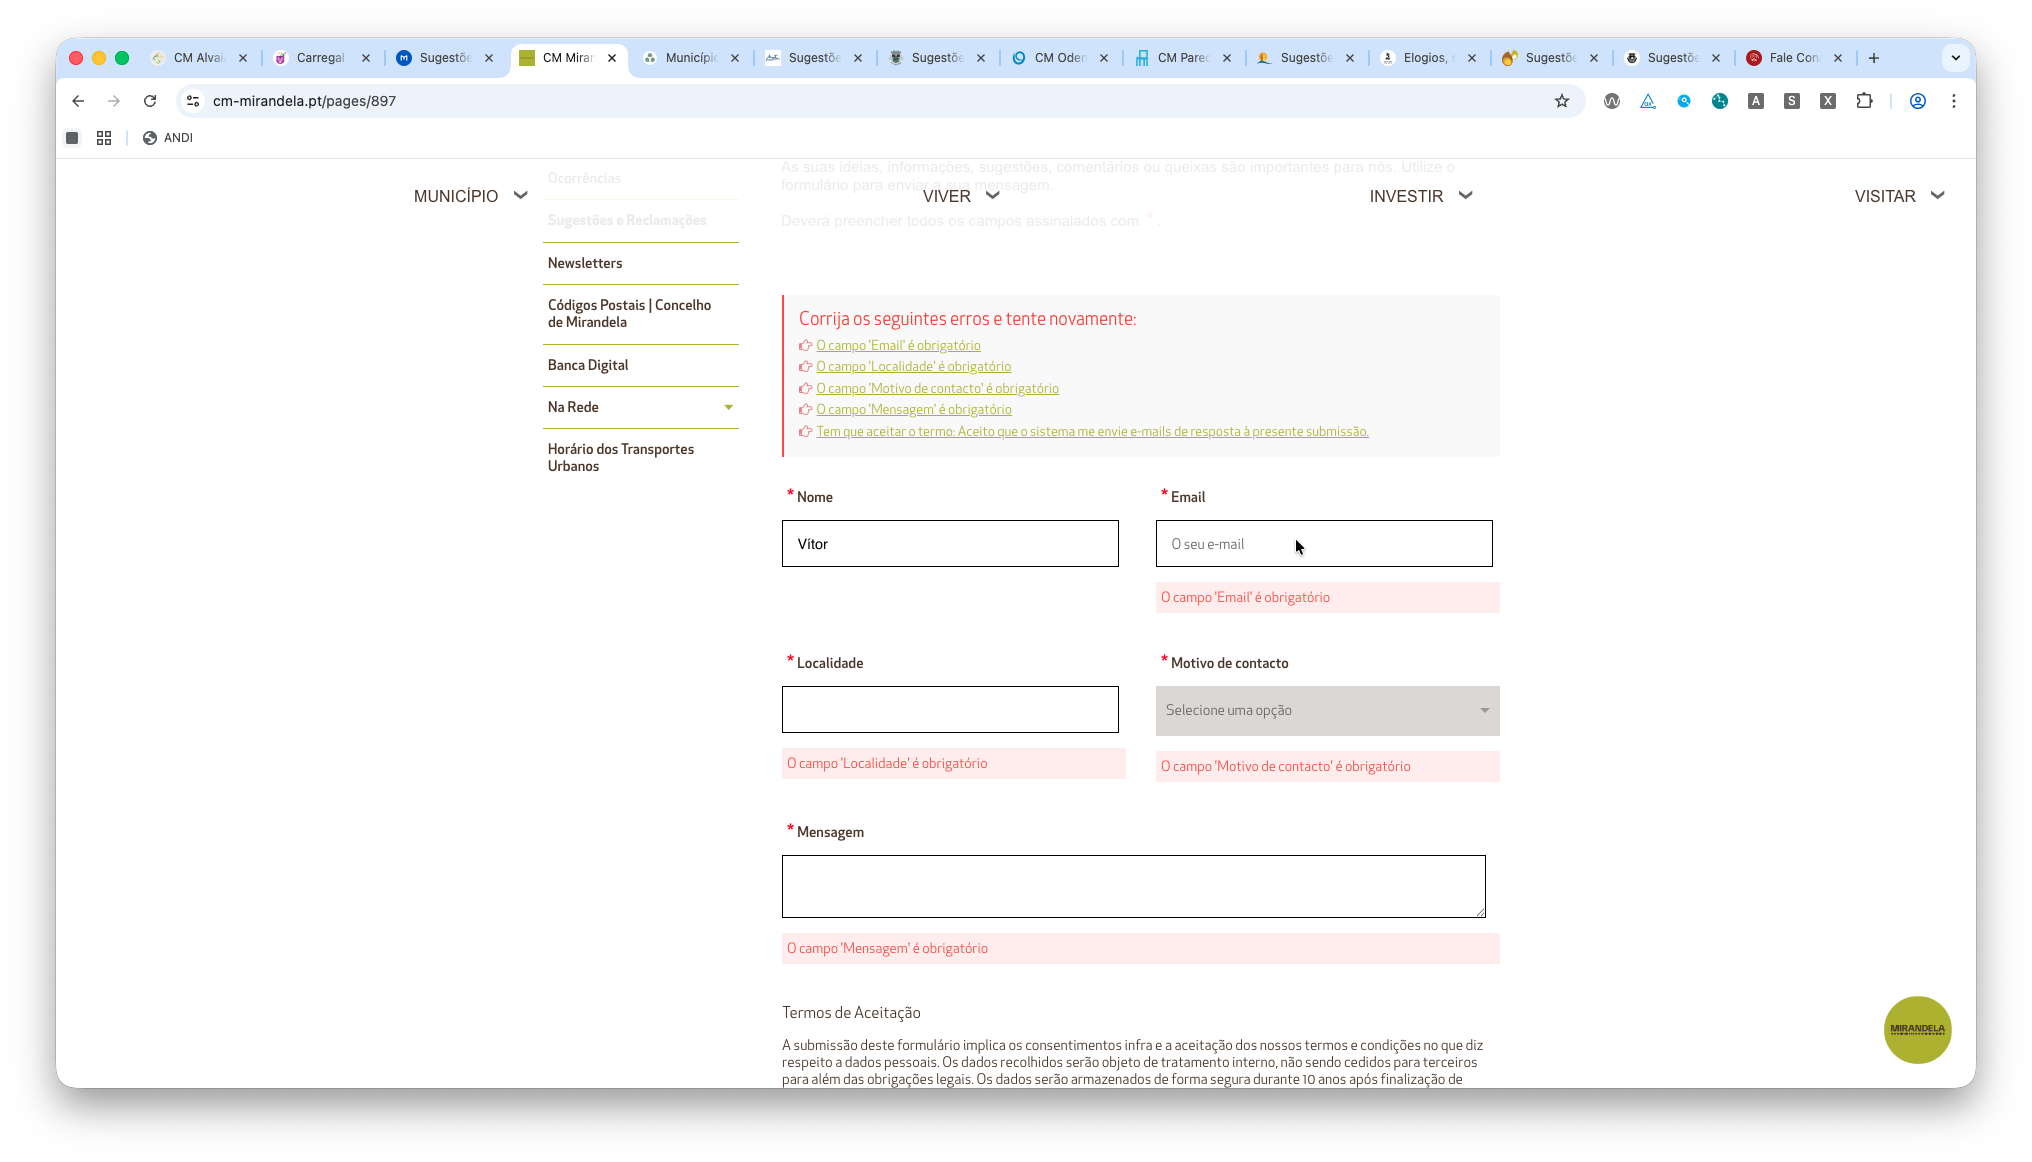 CM Alvai
Carregal
Sugestõe
CM Miran
Municípic
Sugestõe
Sugestõe
CM Odem
CM Pared
Sugestõe
Elogios, s
Sugestõe
Sugestõe
Fale Con
cm-mirandela.pt/pages/897
ANDI
MUNICÍPIO
VIVER
INVESTIR
VISITAR
Ocorrências
Sugestões e Reclamações
Newsletters
Códigos Postais | Concelho
de Mirandela
Banca Digital
Na Rede
Horário dos Transportes
Urbanos
As suas ideias, informações, sugestões, comentários ou queixas são importantes para nós. Utilize o
formulário para enviar a sua mensagem.
Deverá preencher todos os campos assinalados com * .
Corrija os seguintes erros e tente novamente:
O campo 'Email' é obrigatório
O campo 'Localidade' é obrigatório
O campo 'Motivo de contacto' é obrigatório
O campo 'Mensagem' é obrigatório
Tem que aceitar o termo: Aceito que o sistema me envie e-mails de resposta à presente submissão.
* Nome
Vítor
* Email
O seu e-mail
O campo 'Email' é obrigatório
* Localidade
O campo 'Localidade' é obrigatório
* Motivo de contacto
Selecione uma opção
O campo 'Motivo de contacto' é obrigatório
* Mensagem
O campo 'Mensagem' é obrigatório
Termos de Aceitação
A submissão deste formulário implica os consentimentos infra e a aceitação dos nossos termos e condições no que diz
respeito a dados pessoais. Os dados recolhidos serão objeto de tratamento interno, não sendo cedidos para terceiros
para além das obrigações legais. Os dados serão armazenados de forma segura durante 10 anos após finalização de
MIRANDELA